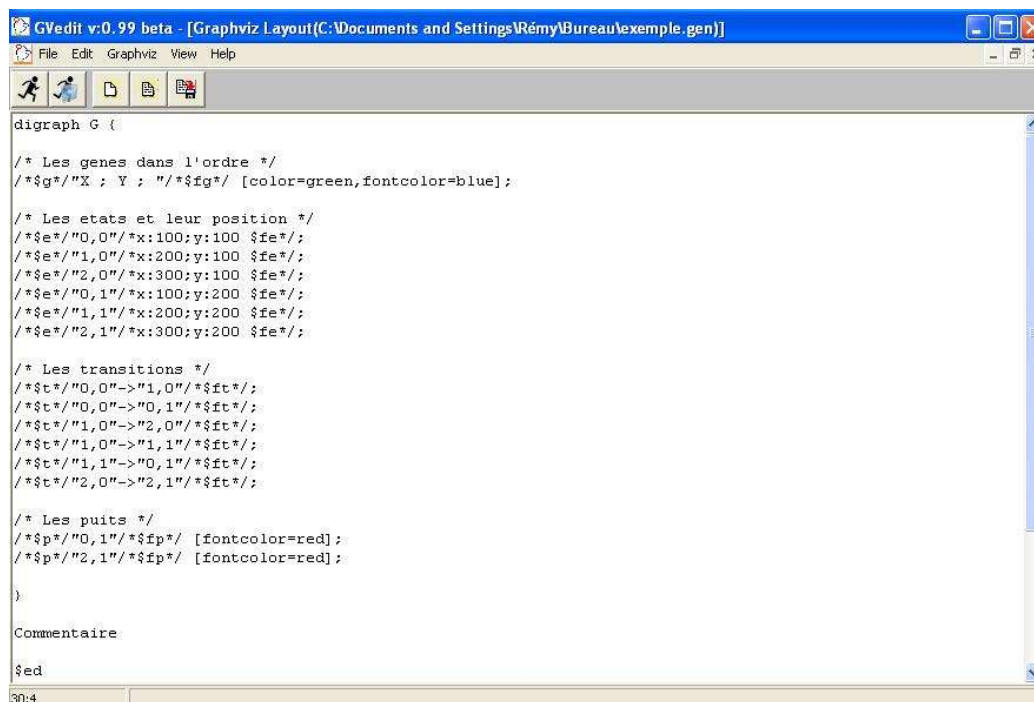 GVedit v:0.99 beta - [Graphviz Layout(C:\Documents and Settings\Rémy\Bureau\exemple.gen)]
File Edit Graphviz View Help
digraph G {
/* Les genes dans l'ordre */
/*$g*/"X ; Y ; "/*$fg*/ [color=green,fontcolor=blue];
/* Les etats et leur position */
/*$e*/"0,0"/*x:100;y:100 $fe*/;
/*$e*/"1,0"/*x:200;y:100 $fe*/;
/*$e*/"2,0"/*x:300;y:100 $fe*/;
/*$e*/"0,1"/*x:100;y:200 $fe*/;
/*$e*/"1,1"/*x:200;y:200 $fe*/;
/*$e*/"2,1"/*x:300;y:200 $fe*/;
/* Les transitions */
/*$t*/"0,0"->"1,0"/*$ft*/;
/*$t*/"0,0"->"0,1"/*$ft*/;
/*$t*/"1,0"->"2,0"/*$ft*/;
/*$t*/"1,0"->"1,1"/*$ft*/;
/*$t*/"1,1"->"0,1"/*$ft*/;
/*$t*/"2,0"->"2,1"/*$ft*/;
/* Les puits */
/*$p*/"0,1"/*$fp*/ [fontcolor=red];
/*$p*/"2,1"/*$fp*/ [fontcolor=red];
}
Commentaire
$ed
30:4